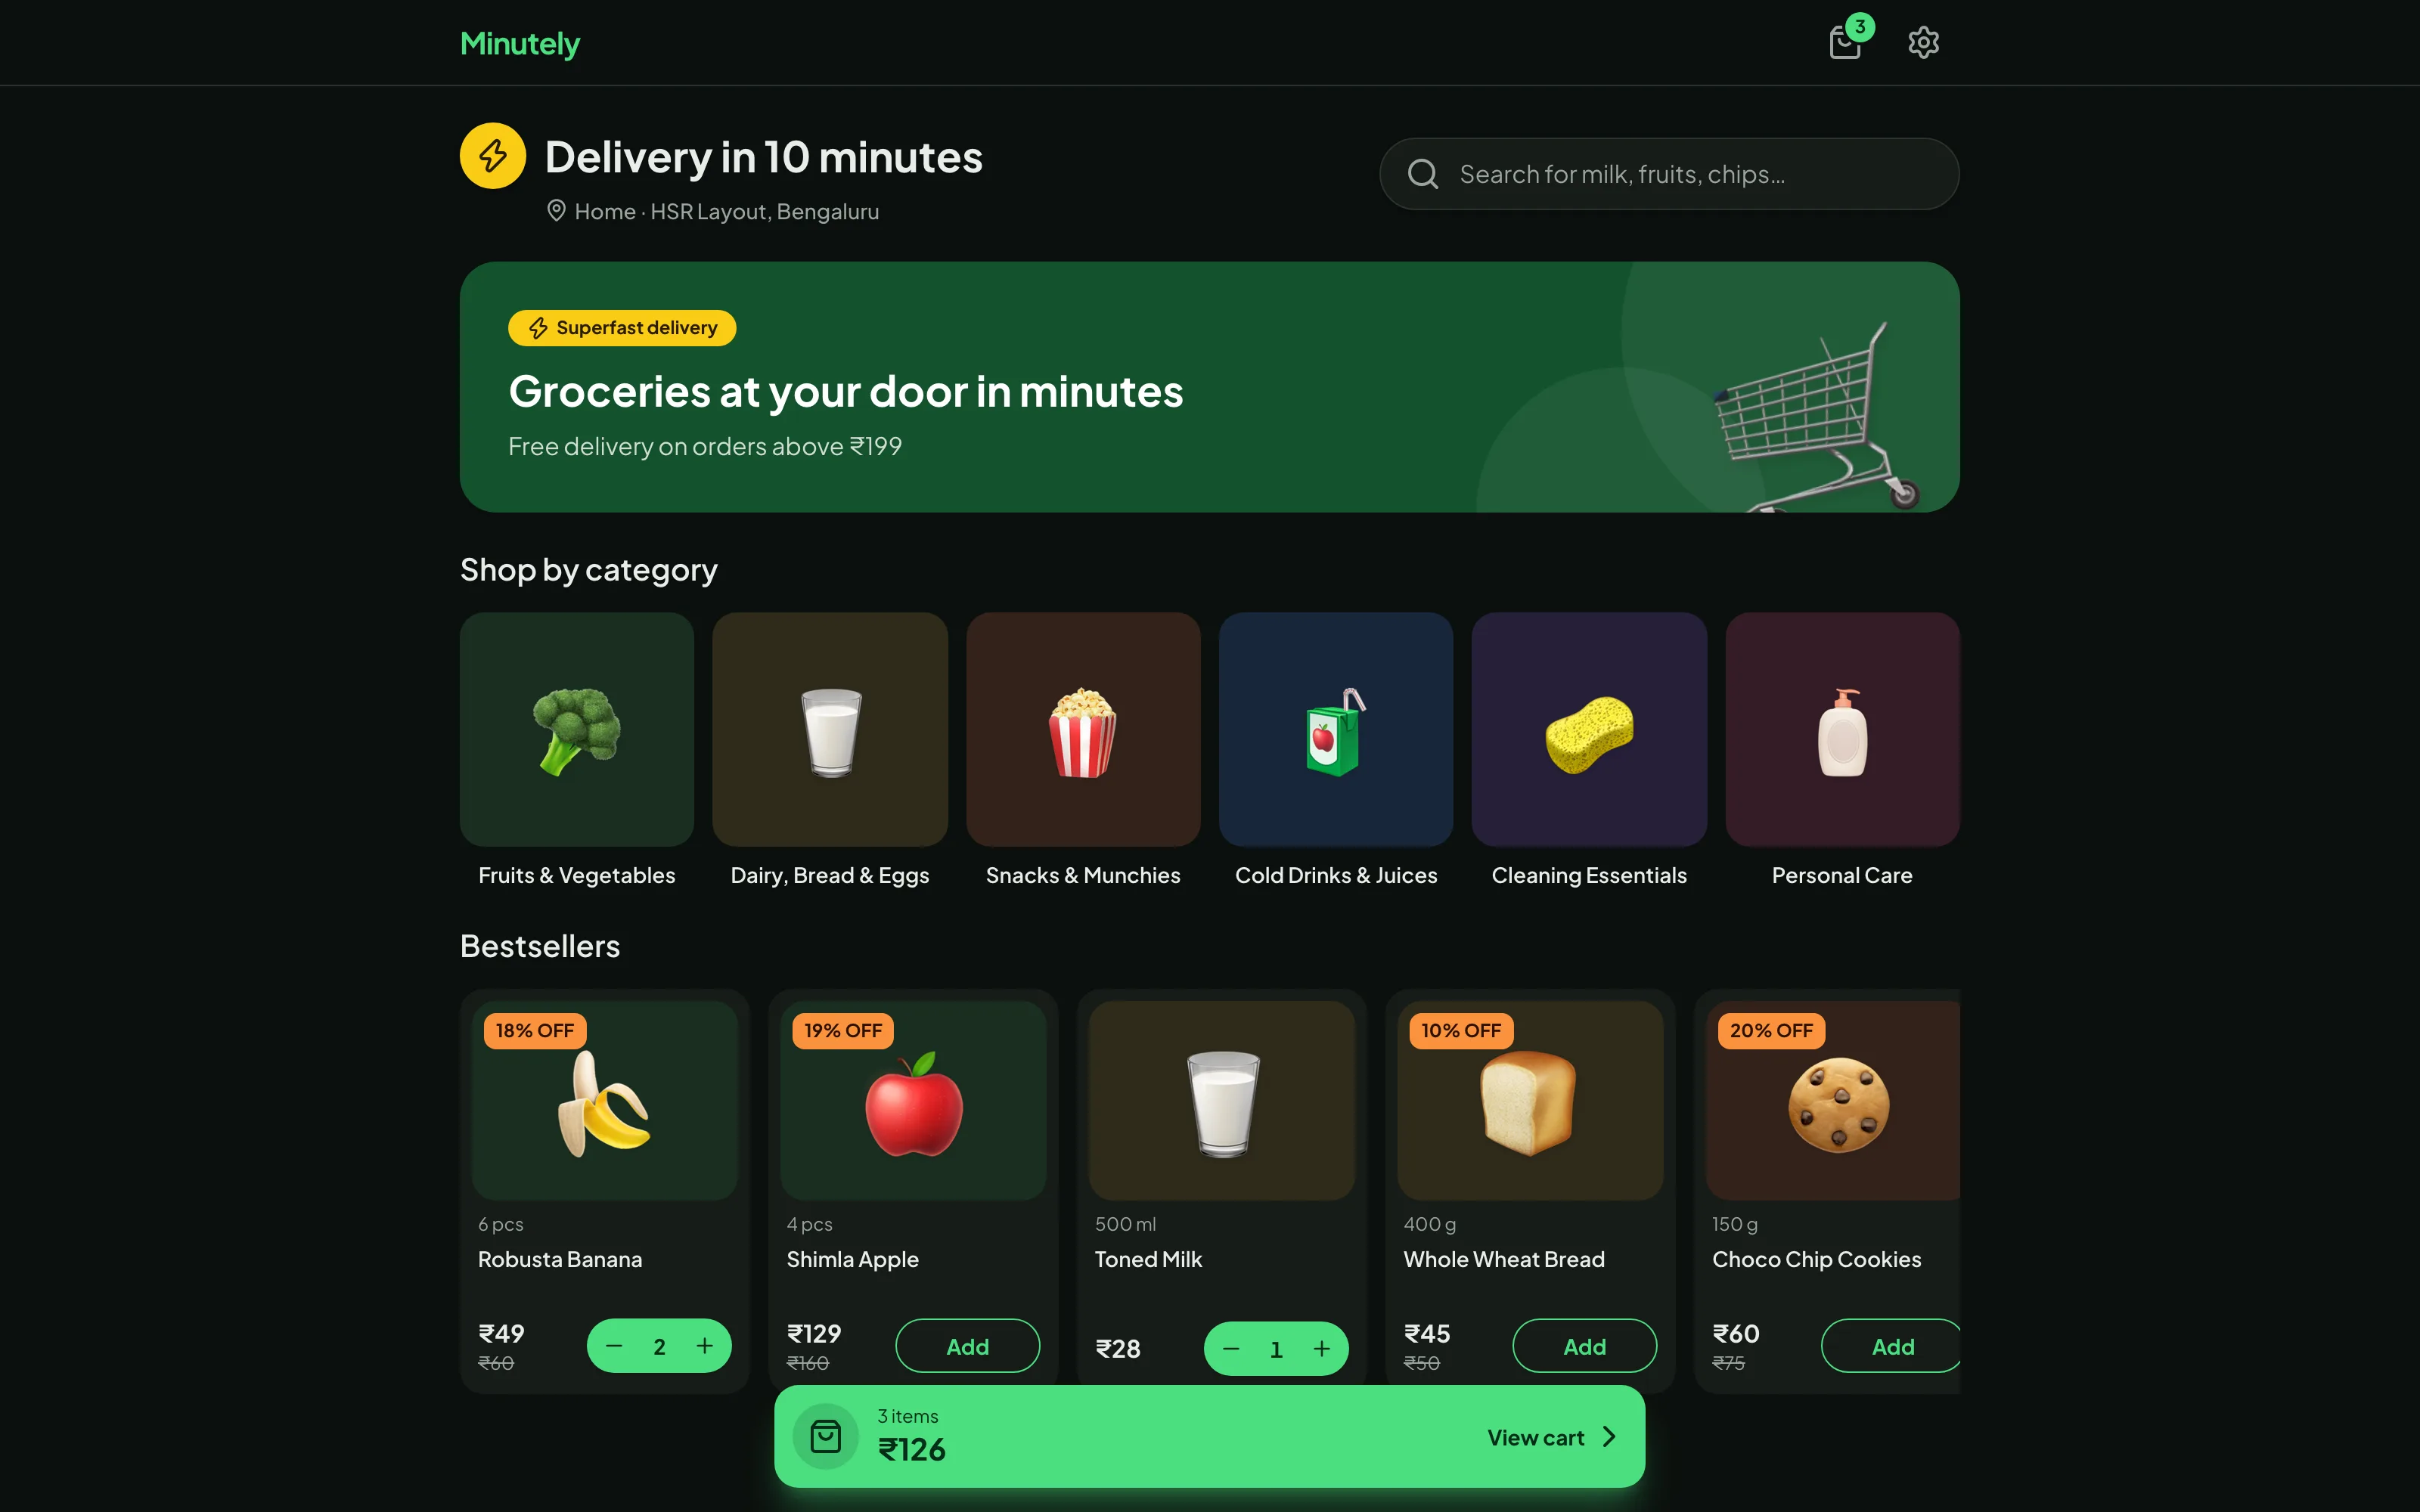 Minutely
3
Delivery in 10 minutes
Home · HSR Layout, Bengaluru
Search for milk, fruits, chips...
Superfast delivery
Groceries at your door in minutes
Free delivery on orders above ₹199
Shop by category
Fruits & Vegetables
Dairy, Bread & Eggs
Snacks & Munchies
Cold Drinks & Juices
Cleaning Essentials
Personal Care
Bestsellers
18% OFF
6 pcs
Robusta Banana
₹49
₹60
2
19% OFF
4 pcs
Shimla Apple
₹129
₹160
Add
500 ml
Toned Milk
₹28
1
10% OFF
400 g
Whole Wheat Bread
₹45
₹50
Add
20% OFF
150 g
Choco Chip Cookies
₹60
₹75
Add
3 items
₹126
View cart